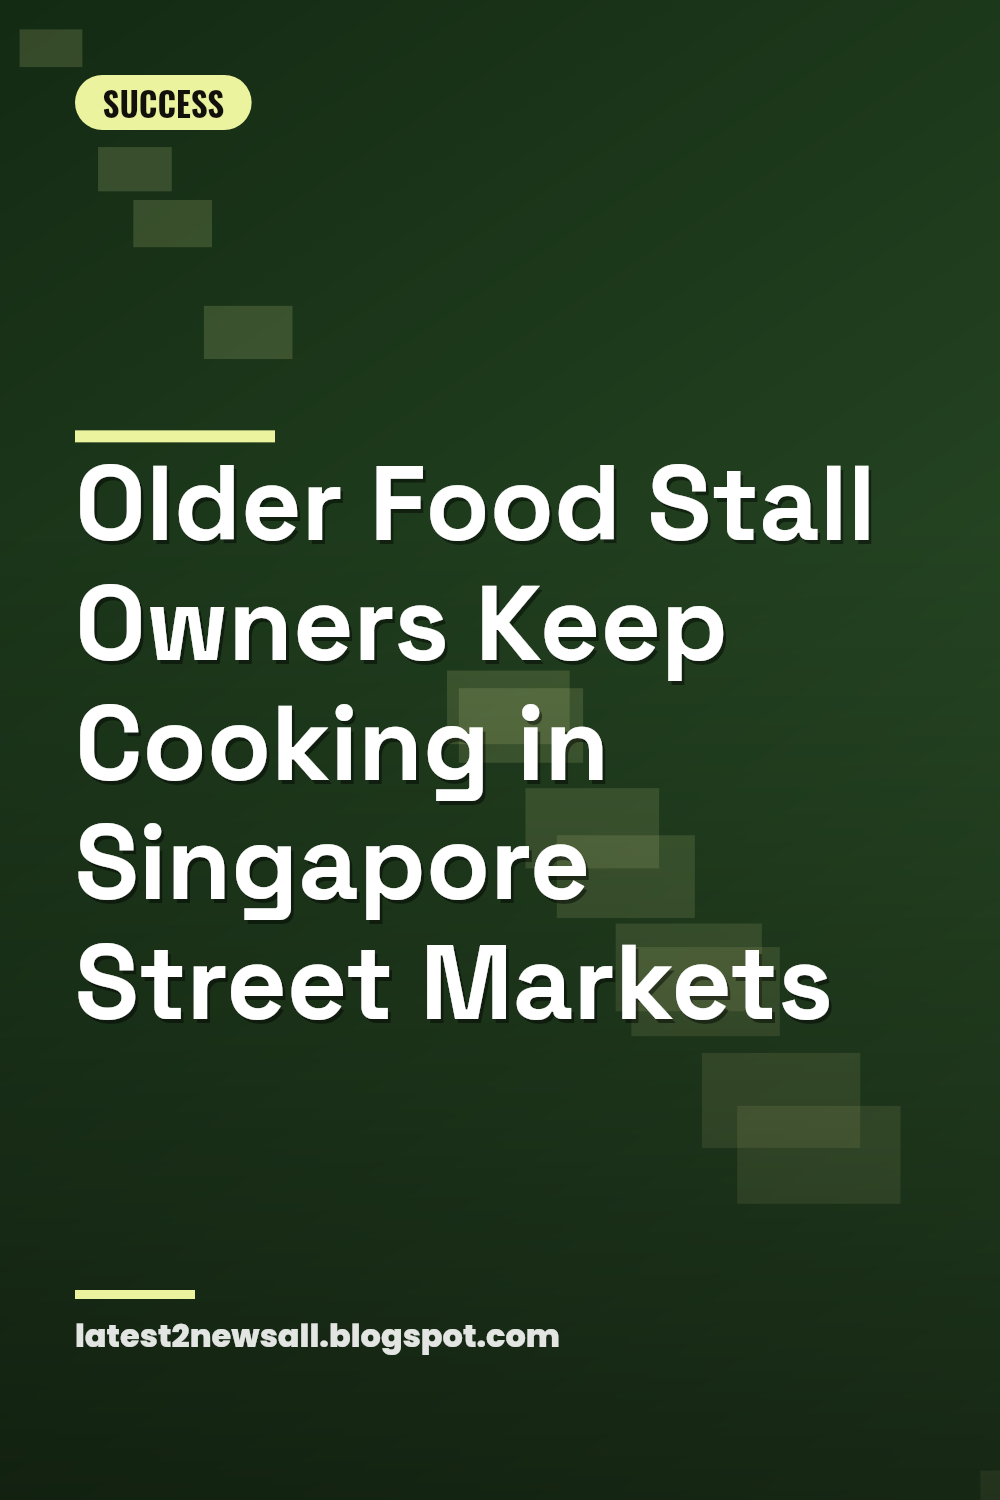 SUCCESS
Older Food Stall
Owners Keep
Cooking in
Singapore
Street Markets
latest2newsall.blogspot.com